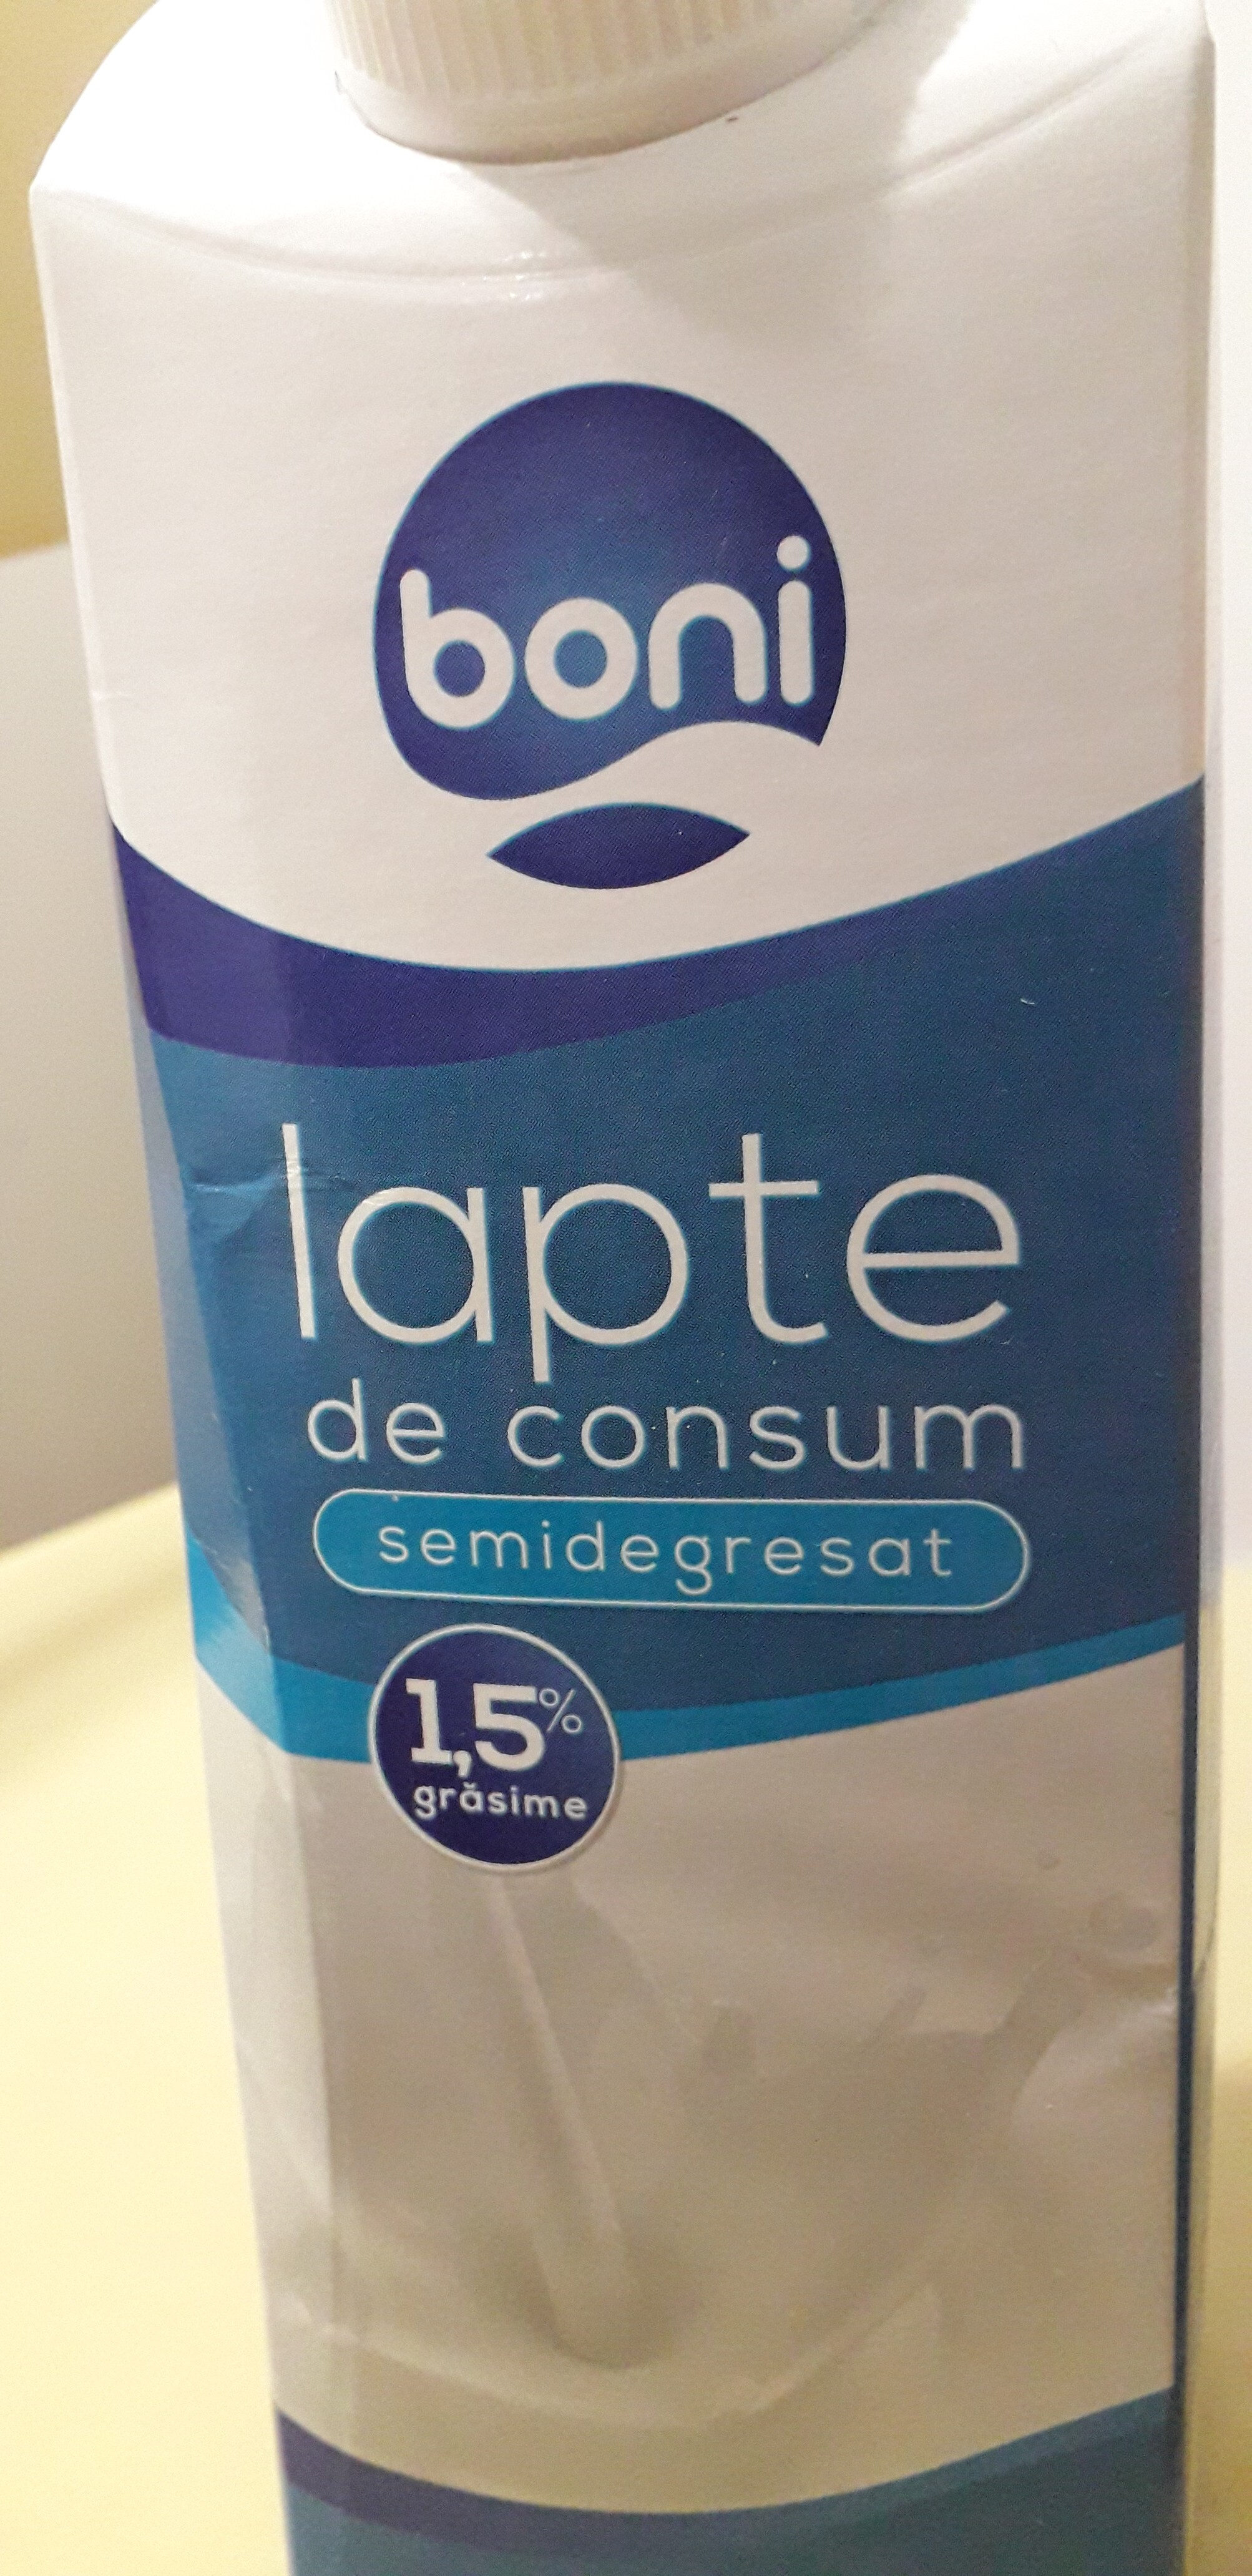 boni
lapte
de consum
semidegresat
1,5%
grăsime